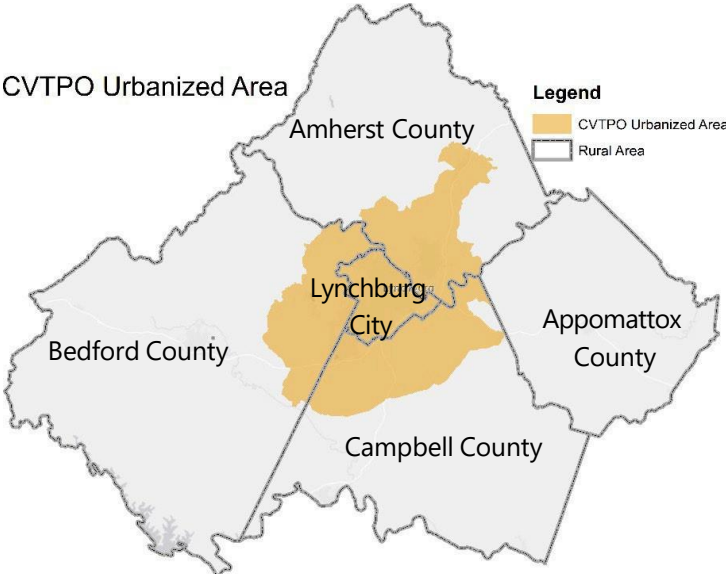 CVTPO Urbanized Area
Legend
CVTPO Urbanized Area
Rural Area
Amherst County
Lynchburg
City
Appomattox
County
Bedford County
Campbell County